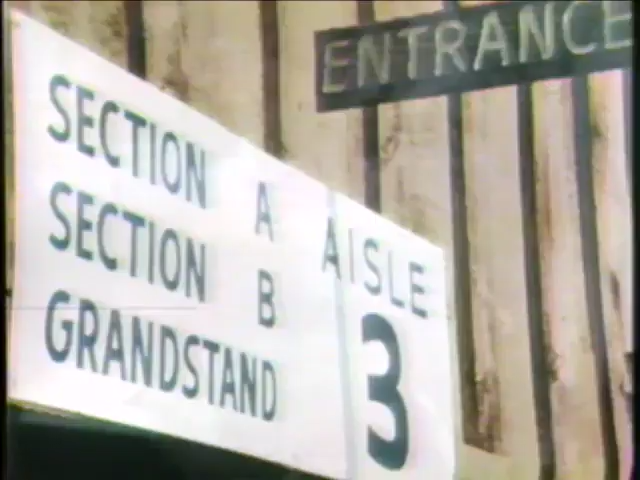 ENTRANCE
SECTION A
SECTION B
GRANDSTAND
AISLE
3